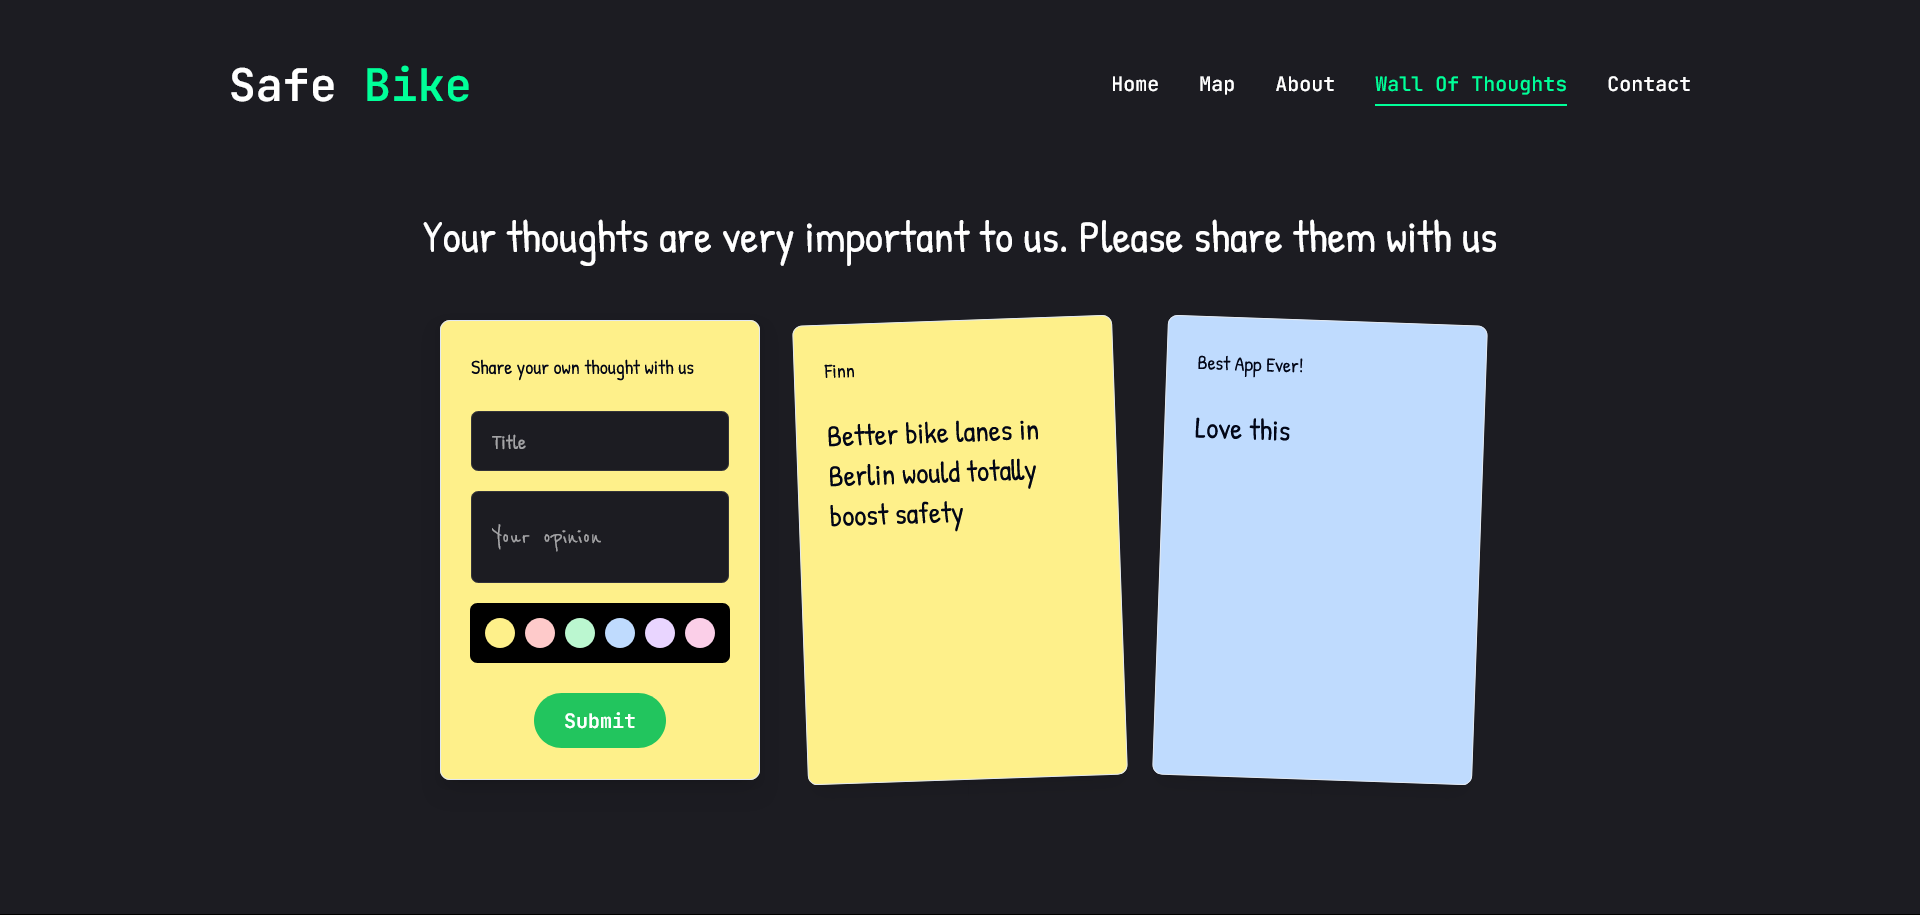 Safe Bike
Home Map About Wall Of Thoughts Contact
Your thoughts are very important to us. Please share them with us
Share your own thought with us
Title
Your opinion
Submit
Finn
Better bike lanes in
Berlin would totally
boost safety
Best App Ever!
Love this